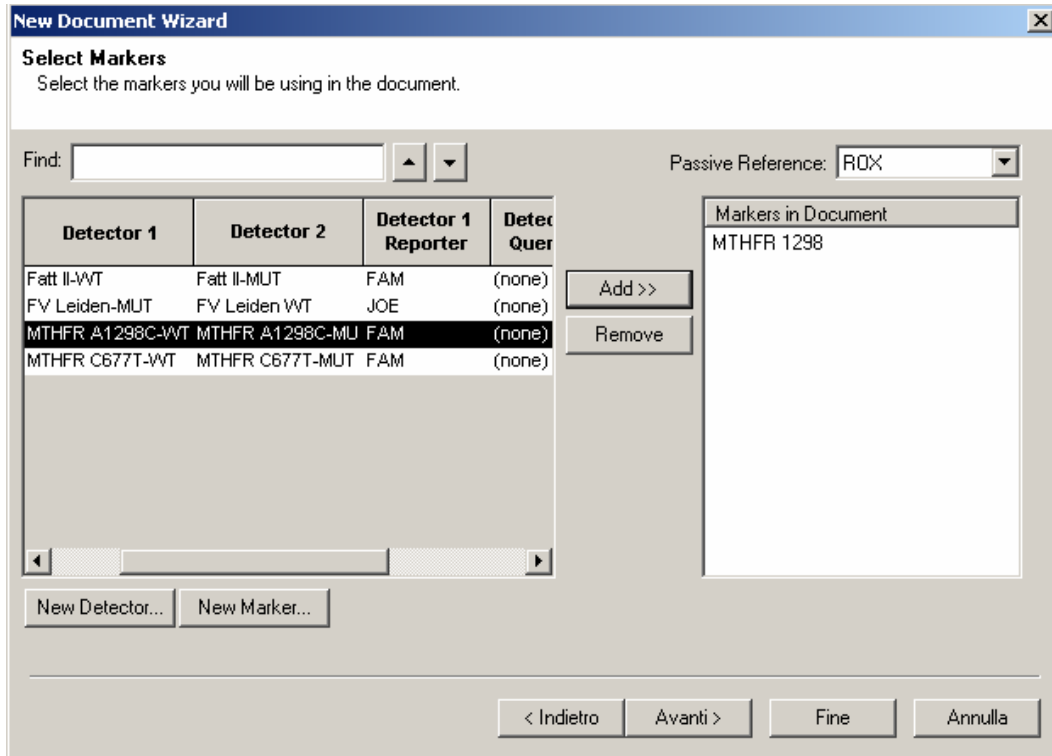 New Document Wizard
Select Markers
Select the markers you will be using in the document.
Find:
Passive Reference: ROX
Detector 1 Detector 2 Detector 1 Reporter Detec Quer
Fatt II-WT Fatt II-MUT FAM (none)
FV Leiden-MUT FV Leiden WT JOE (none)
MTHFR A1298C-WT MTHFR A1298C-MU FAM (none)
MTHFR C677T-WT MTHFR C677T-MUT FAM (none)
Add >>
Remove
Markers in Document
MTHFR 1298
New Detector... New Marker...
< Indietro Avanti > Fine Annulla